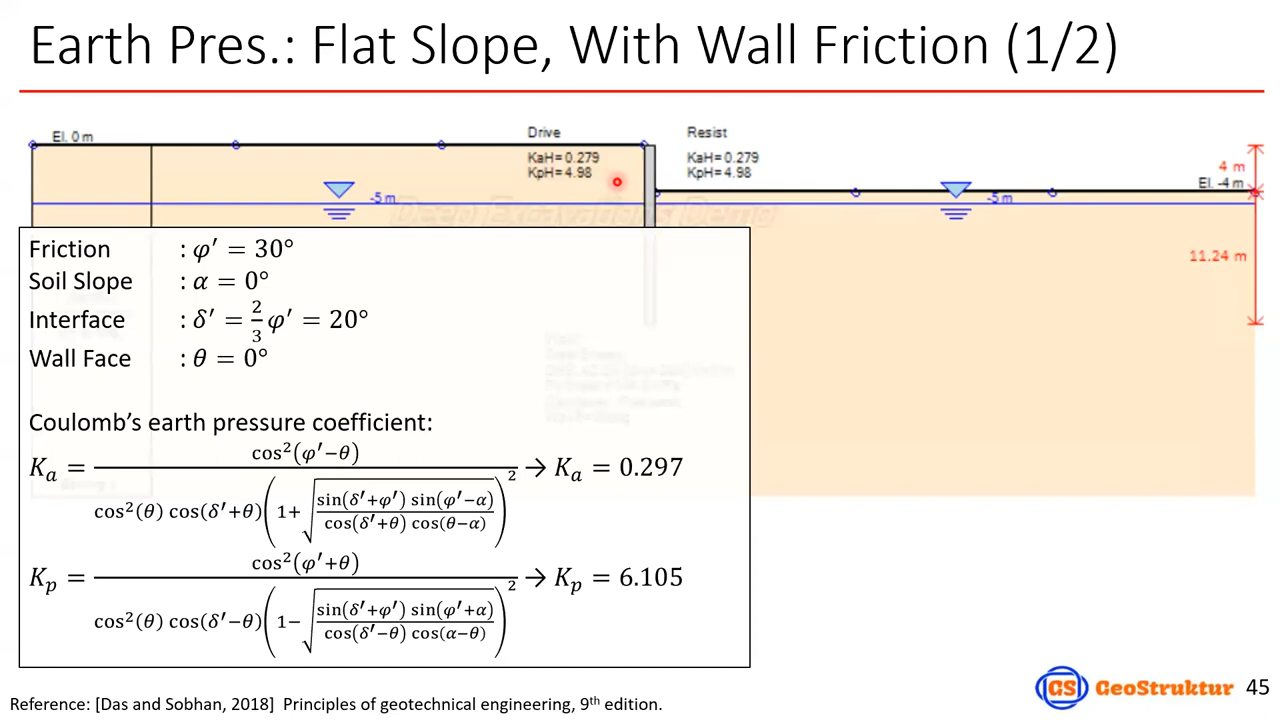 Earth Pres.: Flat Slope, With Wall Friction (1/2)
El. 0 m
Drive
Resist
KaH= 0.279
KpH= 4.98
KaH= 0.279
KpH= 4.98
4 m
El. -4 m
-5 m
-5 m
Deep Excavations Demo
11.24 m
Friction : φ′ = 30°
Soil Slope : α = 0°
Interface : δ′ = 2/3 φ′ = 20°
Wall Face : θ = 0°
Coulomb’s earth pressure coefficient:
Kₐ = cos²(φ′−θ) / cos²(θ) cos(δ′+θ)(1+√(sin(δ′+φ′) sin(φ′−α) / cos(δ′+θ) cos(θ−α)))² → Kₐ = 0.297
Kₚ = cos²(φ′+θ) / cos²(θ) cos(δ′−θ)(1−√(sin(δ′+φ′) sin(φ′+α) / cos(δ′−θ) cos(α−θ)))² → Kₚ = 6.105
Reference: [Das and Sobhan, 2018] Principles of geotechnical engineering, 9th edition.
GS GeoStruktur 45